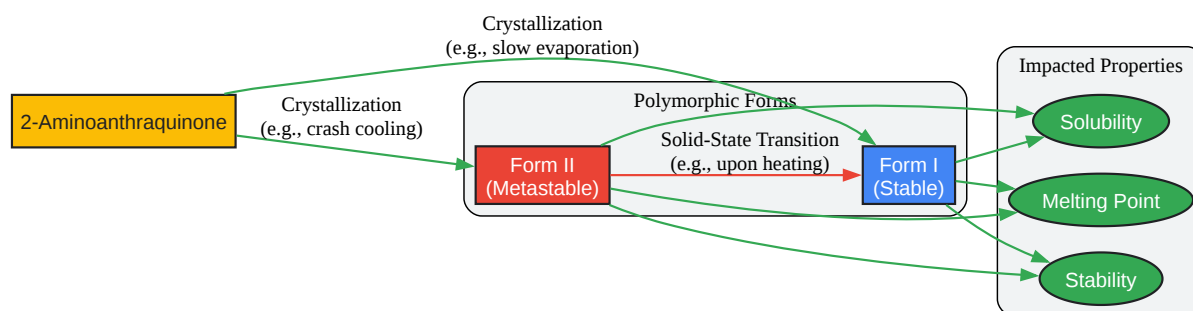 Crystallization
(e.g., slow evaporation)
Impacted Properties
2-Aminoanthraquinone
Crystallization
(e.g., crash cooling)
Polymorphic Forms
Solid-State Transition
(e.g., upon heating)
Form II
(Metastable)
Form I
(Stable)
Solubility
Melting Point
Stability